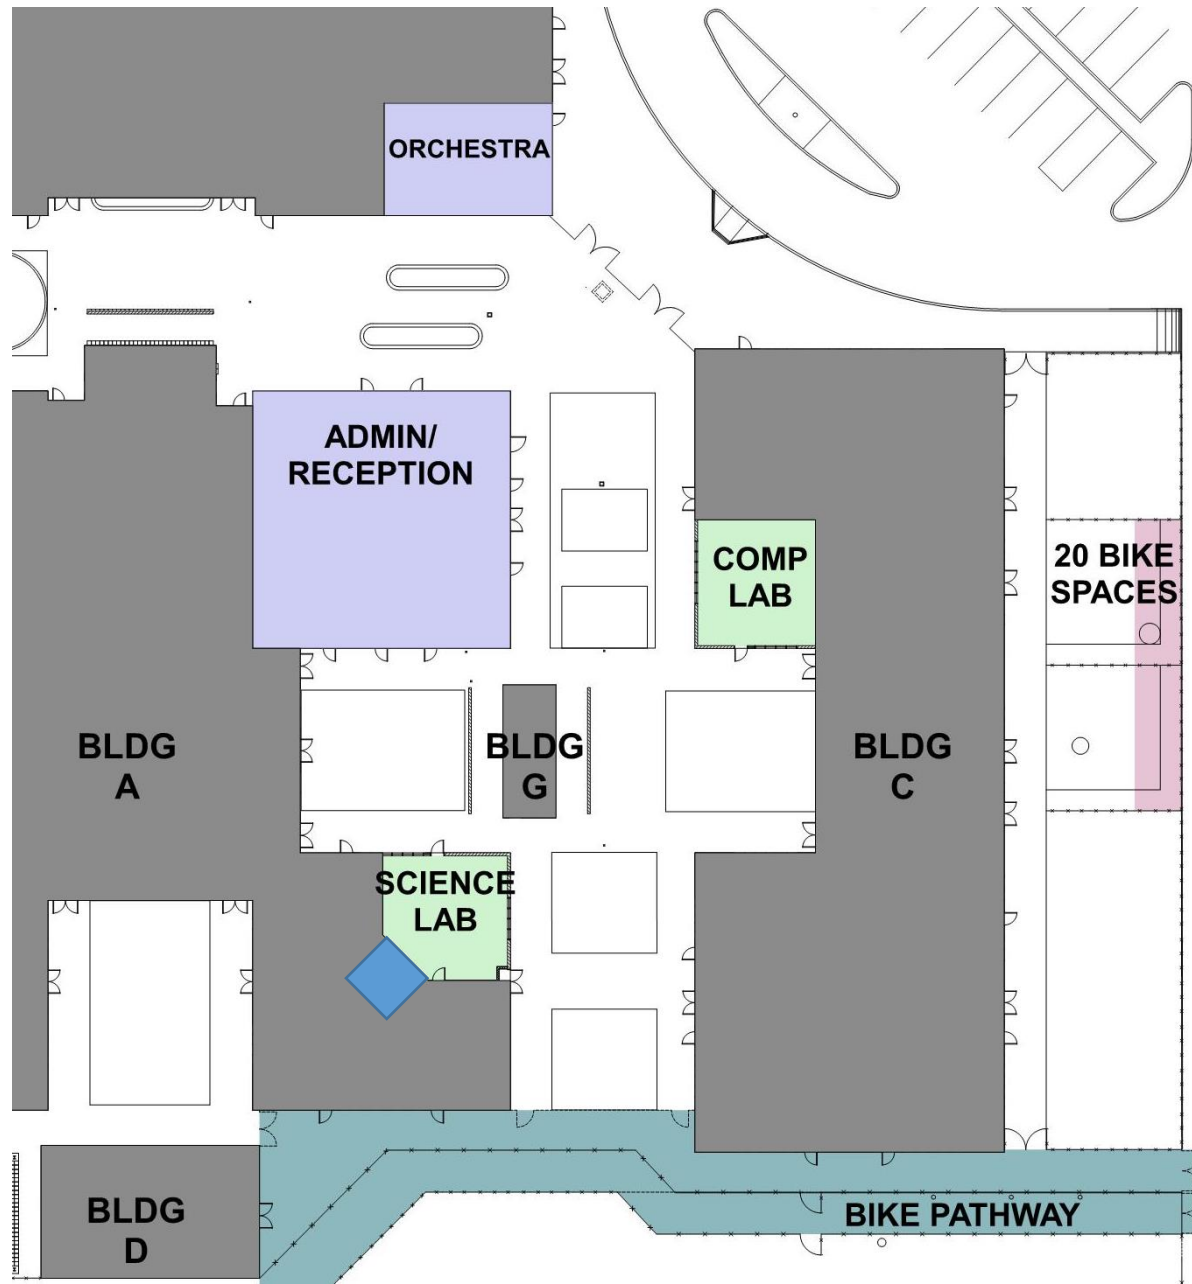 ORCHESTRA
ADMIN/
RECEPTION
COMP
LAB
20 BIKE
SPACES
BLDG
A
BLDG
G
BLDG
C
SCIENCE
LAB
BLDG
D
BIKE PATHWAY